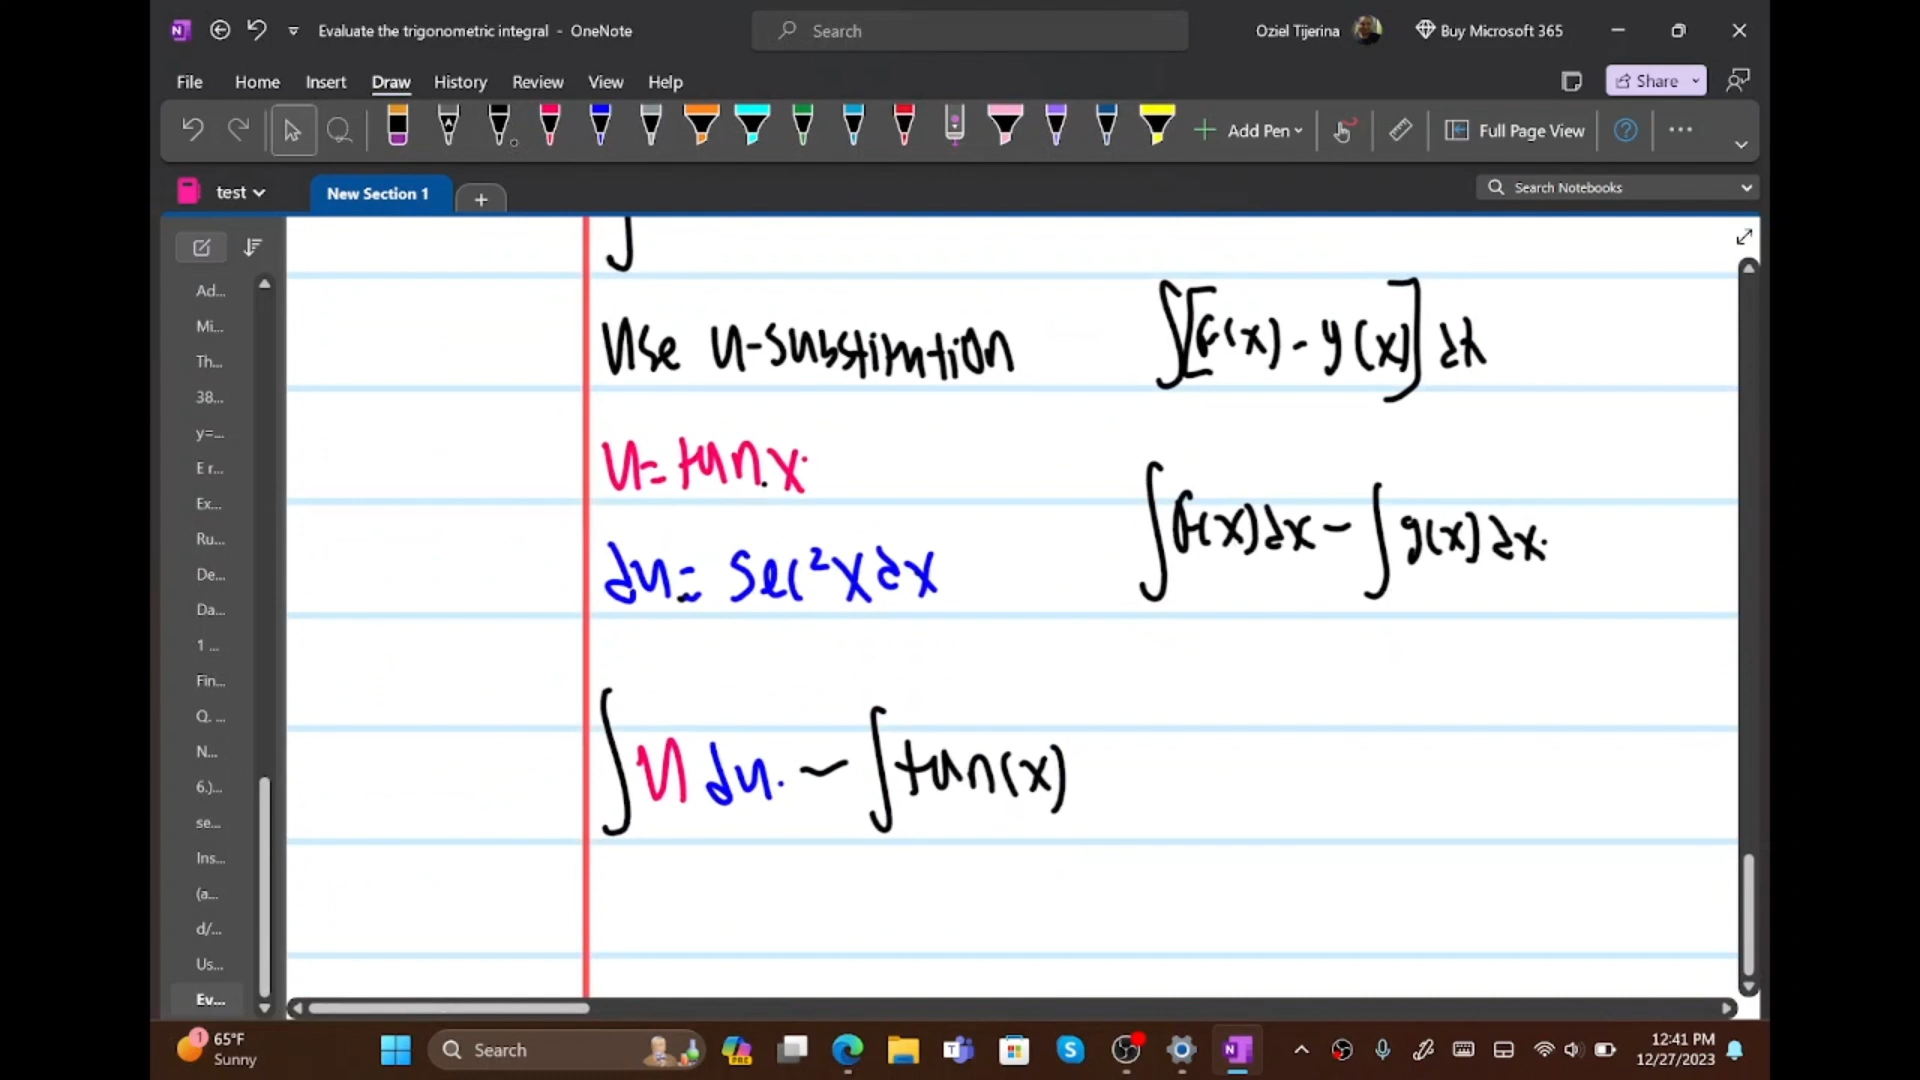 Evaluate the trigonometric integral - OneNote
Search
Oziel Tijerina
Buy Microsoft 365
File Home Insert Draw History Review View Help
Share
Add Pen
Full Page View
test
New Section 1
+
Search Notebooks
Ad...
Mi...
Th...
38...
y=...
E r...
Ex...
Ru...
De...
Da...
1 ...
Fin...
Q. ...
N...
6.)...
se...
Ins...
(a...
d/...
Us...
Ev...
∫
Use u-substitution
∫[f(x) - g(x)] dx
u = tan x
∫f(x)dx - ∫g(x)dx
du = sec²x dx
∫u du - ∫tan(x)
1
65°F
Sunny
Search
12:41 PM
12/27/2023